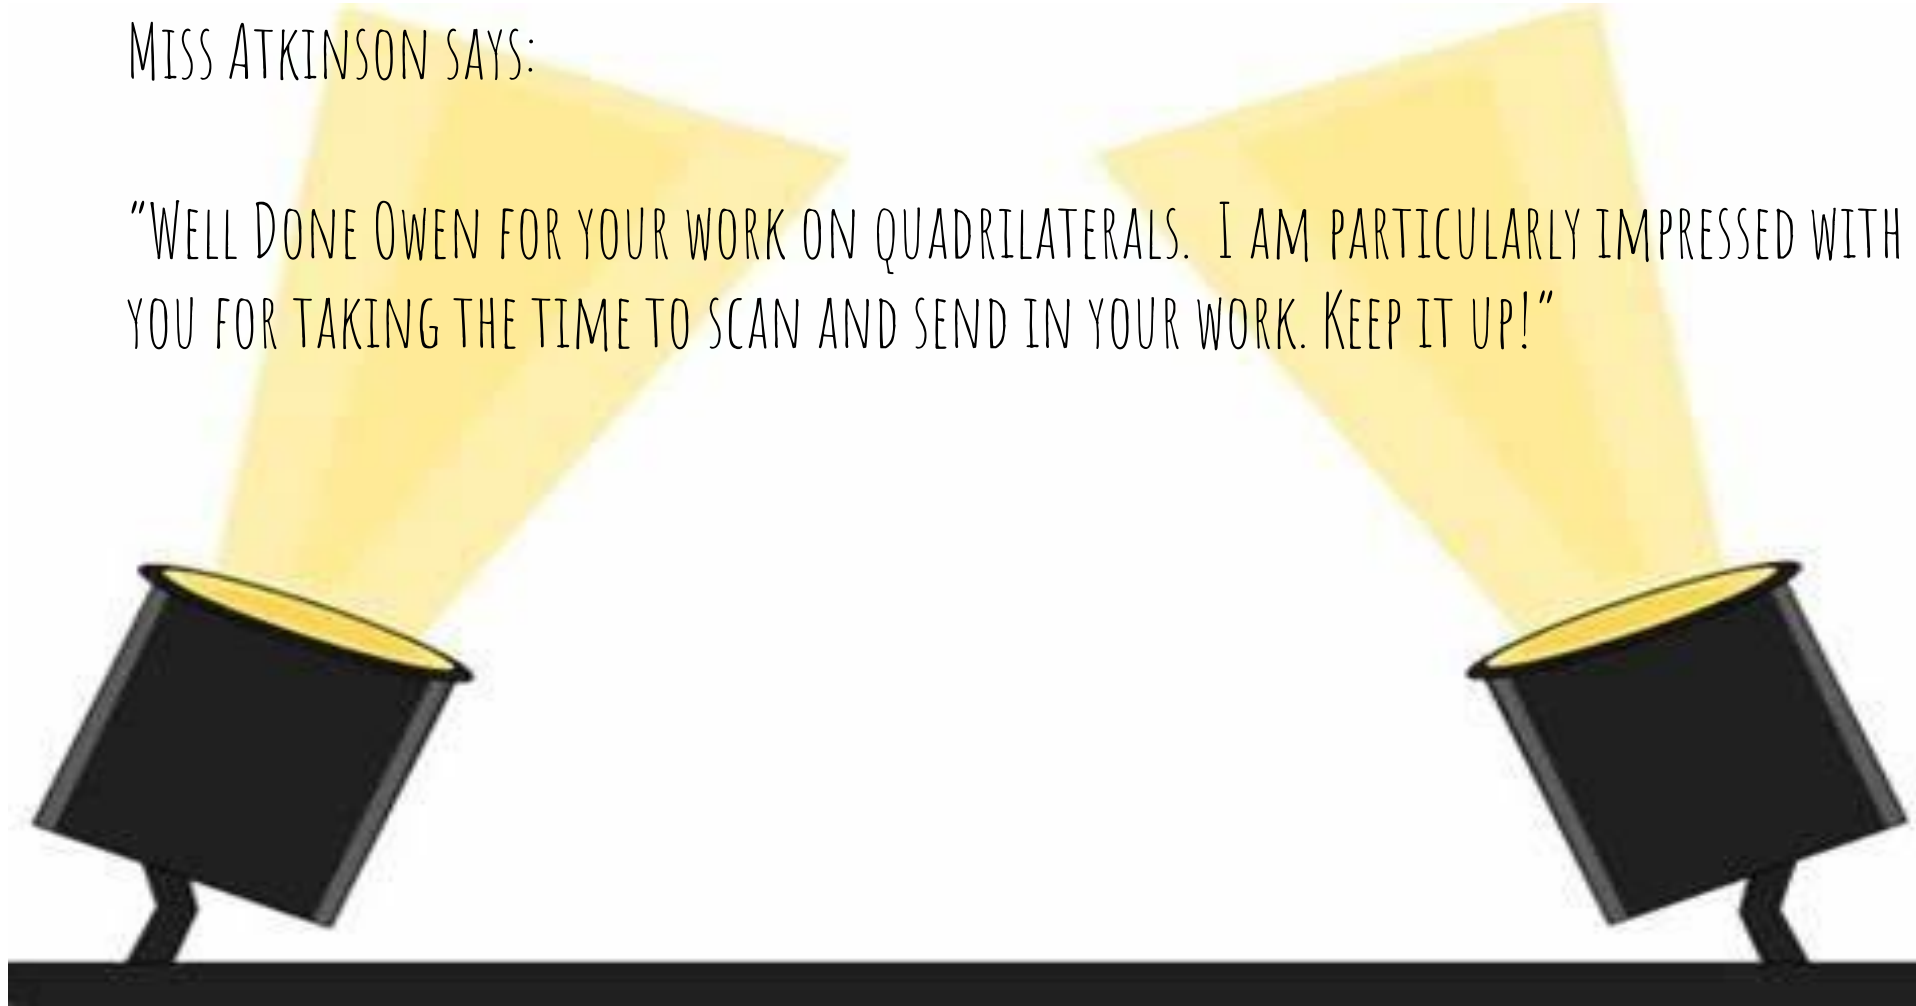 Miss Atkinson says:
"Well Done Owen for your work on quadrilaterals. I am particularly impressed with
you for taking the time to scan and send in your work. Keep it up!"